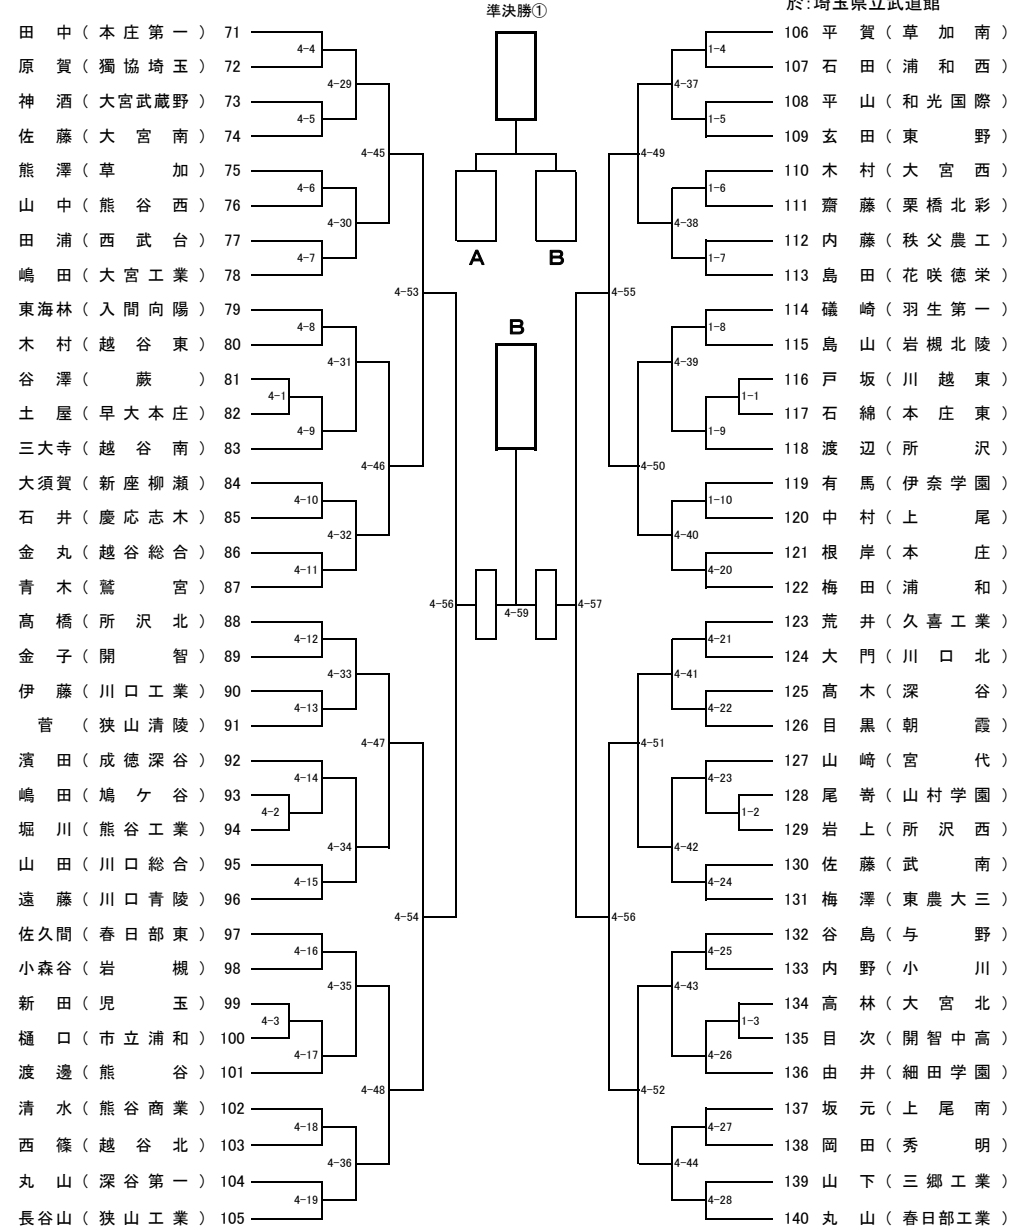 準決勝①
於:埼玉県立武道館
田 中 ( 本 庄 第 一 ) 71
原 賀 ( 獨 協 埼 玉 ) 72
神 酒 ( 大宮武蔵野 ) 73
佐 藤 ( 大 宮 南 ) 74
熊 澤 ( 草 加 ) 75
山 中 ( 熊 谷 西 ) 76
田 浦 ( 西 武 台 ) 77
嶋 田 ( 大 宮 工 業 ) 78
東海林 ( 入 間 向 陽 ) 79
木 村 ( 越 谷 東 ) 80
谷 澤 ( 蕨 ) 81
土 屋 ( 早 大 本 庄 ) 82
三大寺 ( 越 谷 南 ) 83
大須賀 ( 新 座 柳 瀬 ) 84
石 井 ( 慶 応 志 木 ) 85
金 丸 ( 越 谷 総 合 ) 86
青 木 ( 鷲 宮 ) 87
髙 橋 ( 所 沢 北 ) 88
金 子 ( 開 智 ) 89
伊 藤 ( 川 口 工 業 ) 90
菅 ( 狭 山 清 陵 ) 91
濱 田 ( 成 徳 深 谷 ) 92
嶋 田 ( 鳩 ケ 谷 ) 93
堀 川 ( 熊 谷 工 業 ) 94
山 田 ( 川 口 総 合 ) 95
遠 藤 ( 川 口 青 陵 ) 96
佐久間 ( 春 日 部 東 ) 97
小森谷 ( 岩 槻 ) 98
新 田 ( 児 玉 ) 99
樋 口 ( 市 立 浦 和 ) 100
渡 邊 ( 熊 谷 ) 101
清 水 ( 熊 谷 商 業 ) 102
西 篠 ( 越 谷 北 ) 103
丸 山 ( 深 谷 第 一 ) 104
長谷山 ( 狭 山 工 業 ) 105
4-4
4-5
4-6
4-7
4-8
4-1
4-9
4-10
4-11
4-12
4-13
4-14
4-2
4-15
4-16
4-3
4-17
4-18
4-19
4-29
4-30
4-31
4-32
4-33
4-34
4-35
4-36
4-45
4-46
4-47
4-48
4-53
4-54
4-56
A
B
B
4-59
4-57
4-55
4-56
4-49
4-50
4-51
4-52
4-37
4-38
4-39
4-40
4-41
4-42
4-43
4-44
1-4
1-5
1-6
1-7
1-8
1-1
1-9
1-10
4-20
4-21
4-22
4-23
1-2
4-24
4-25
1-3
4-26
4-27
4-28
106 平 賀 ( 草 加 南 )
107 石 田 ( 浦 和 西 )
108 平 山 ( 和 光 国 際 )
109 玄 田 ( 東 野 )
110 木 村 ( 大 宮 西 )
111 齋 藤 ( 栗 橋 北 彩 )
112 内 藤 ( 秩 父 農 工 )
113 島 田 ( 花 咲 徳 栄 )
114 礒 崎 ( 羽 生 第 一 )
115 島 山 ( 岩 槻 北 陵 )
116 戸 坂 ( 川 越 東 )
117 石 綿 ( 本 庄 東 )
118 渡 辺 ( 所 沢 )
119 有 馬 ( 伊 奈 学 園 )
120 中 村 ( 上 尾 )
121 根 岸 ( 本 庄 )
122 梅 田 ( 浦 和 )
123 荒 井 ( 久 喜 工 業 )
124 大 門 ( 川 口 北 )
125 髙 木 ( 深 谷 )
126 目 黒 ( 朝 霞 )
127 山 﨑 ( 宮 代 )
128 尾 嵜 ( 山 村 学 園 )
129 岩 上 ( 所 沢 西 )
130 佐 藤 ( 武 南 )
131 梅 澤 ( 東 農 大 三 )
132 谷 島 ( 与 野 )
133 内 野 ( 小 川 )
134 高 林 ( 大 宮 北 )
135 目 次 ( 開 智 中 高 )
136 由 井 ( 細 田 学 園 )
137 坂 元 ( 上 尾 南 )
138 岡 田 ( 秀 明 )
139 山 下 ( 三 郷 工 業 )
140 丸 山 ( 春日部工業 )